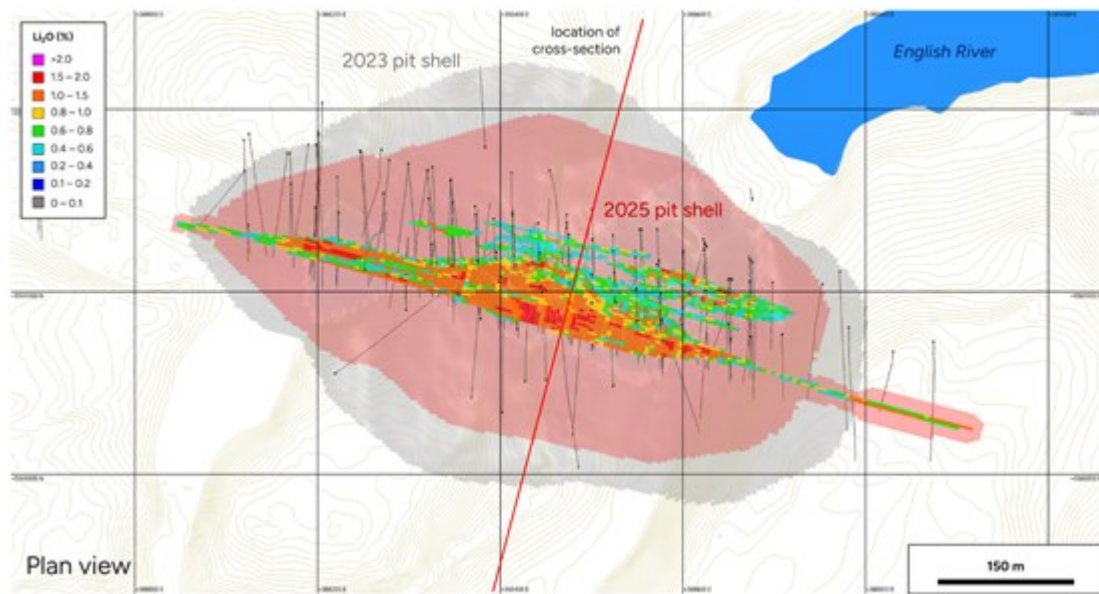 Li₂O (%)
>2.0
1.5 – 2.0
1.0 – 1.5
0.8 – 1.0
0.6 – 0.8
0.4 – 0.6
0.2 – 0.4
0.1 – 0.2
0 – 0.1
2023 pit shell
location of
cross-section
English River
2025 pit shell
Plan view
150 m